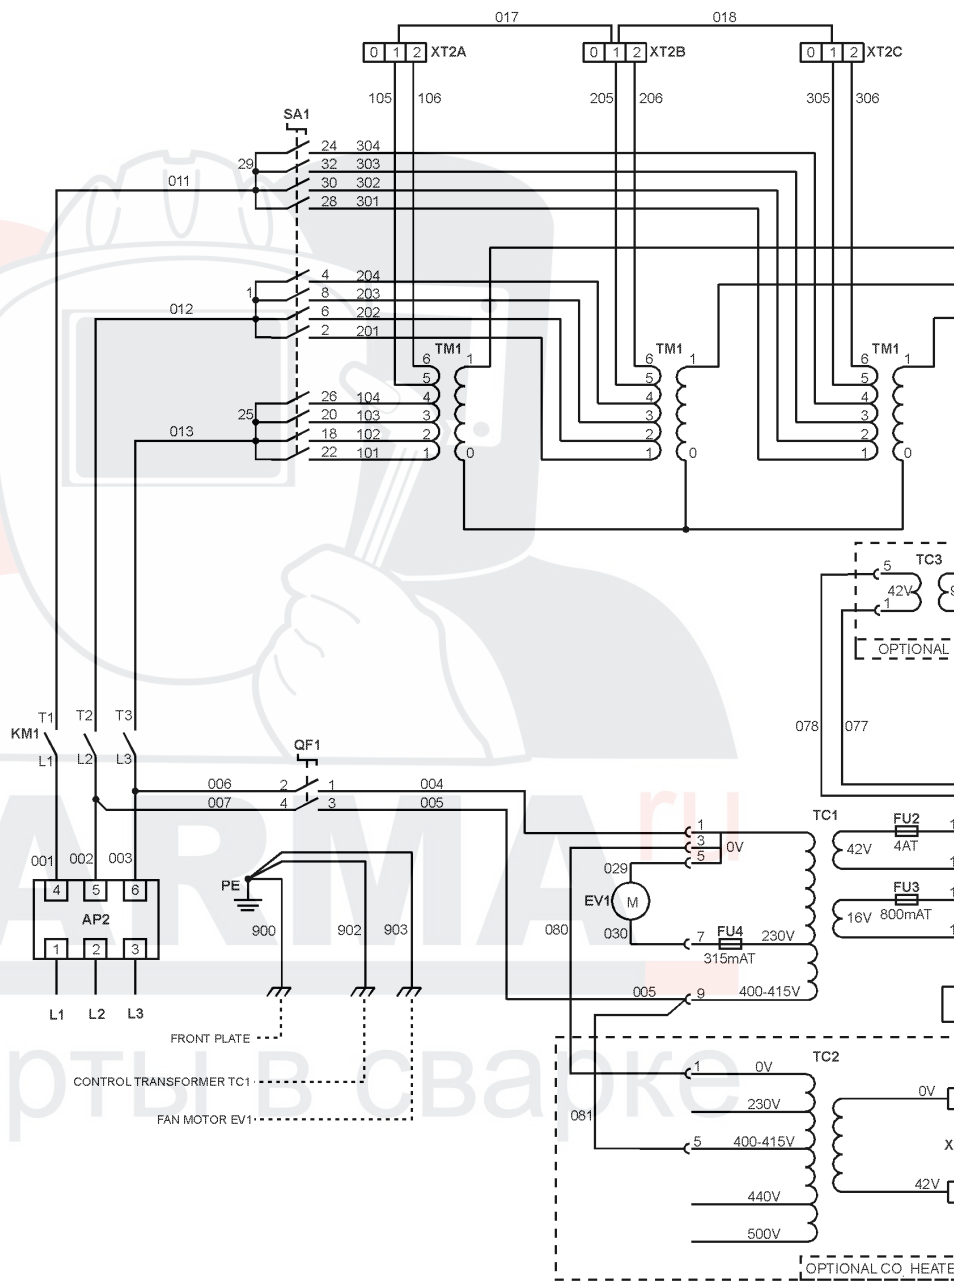 017 018
0 1 2 XT2A 0 1 2 XT2B 0 1 2 XT2C
105 106 205 206 305 306
SA1
24 304
29 32 303
011 30 302
28 301
4 204
1 8 203
012 6 202
2 201
TM1 TM1 TM1
6 1 6 1 6 1
5 5 5
26 104 4 4 4
25 20 103 3 3 3
013 18 102 2 2 2
22 101 1 0 1 0 1 0
TC3
5
42V
1
OPTIONAL
T1 T2 T3
KM1
078 077
L1 L2 L3
QF1
006 2 1 004
007 4 3 005
TC1
FU2
1 1
3 0V 42V 4AT
5
029
001 002 003
4 5 6
PE
AP2
EV1 M
FU3
16V 800mAT
900 902 903
080 030 7 FU4 230V
315mAT
1 2 3
005 9 400-415V
L1 L2 L3
FRONT PLATE
CONTROL TRANSFORMER TC1
FAN MOTOR EV1
TC2
1 0V
230V 0V
081
5 400-415V X
42V
440V
500V
OPTIONAL CO HEATE
ARMA ru
рты в сварке